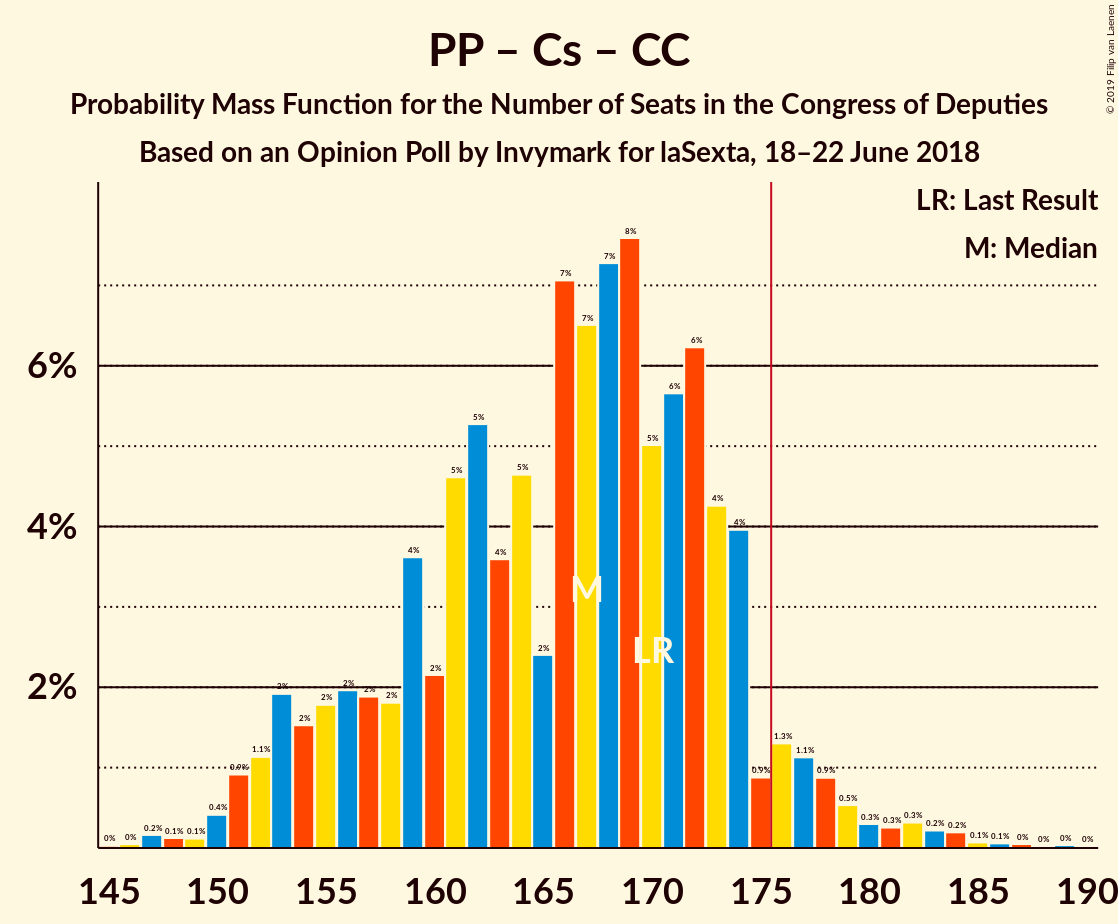 PP – Cs – CC
Probability Mass Function for the Number of Seats in the Congress of Deputies
Based on an Opinion Poll by Invymark for laSexta, 18–22 June 2018
© 2019 Filip van Laenen
LR: Last Result
M: Median
6%
4%
2%
0% 0% 0.2% 0.1% 0.1% 0.4% 0.9% 1.1% 2% 2% 2% 2% 2% 2% 4% 2% 5% 5% 4% 5% 2% 7% 7% 7% 8% 5% 6% 6% 4% 4% 0.9% 1.3% 1.1% 0.9% 0.5% 0.3% 0.3% 0.3% 0.2% 0.2% 0.1% 0.1% 0% 0% 0% 0%
M
LR
145 150 155 160 165 170 175 180 185 190